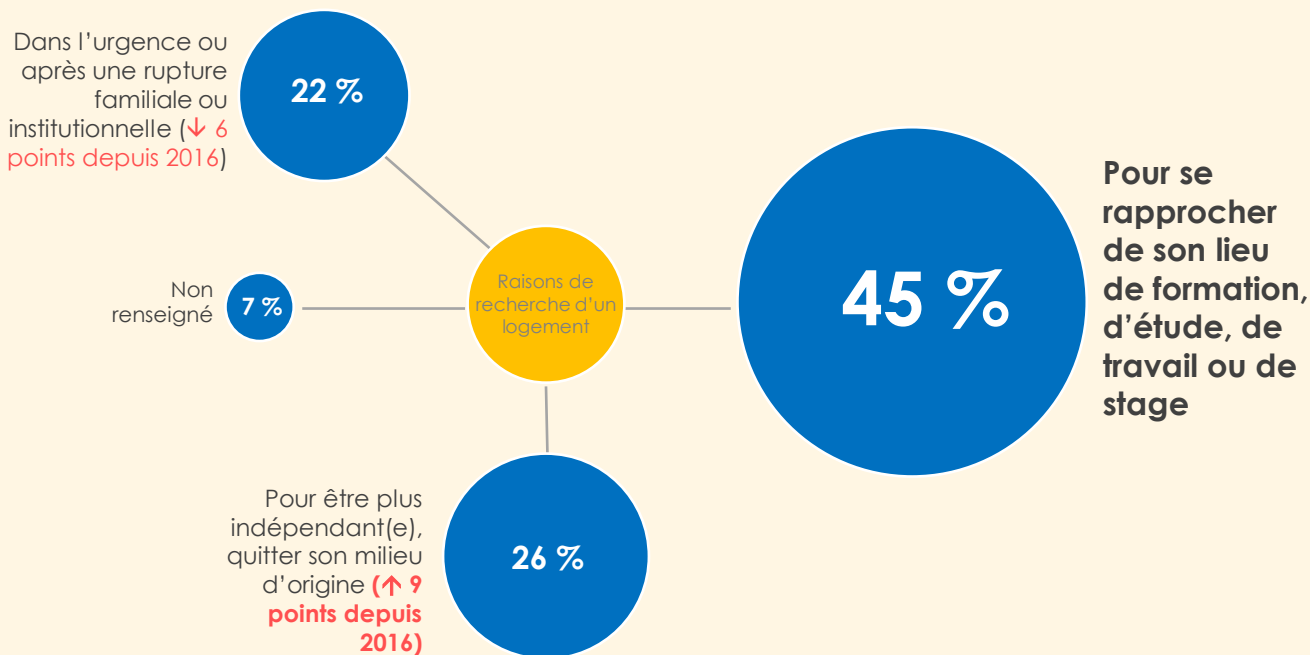 Dans l’urgence ou
après une rupture
familiale ou
institutionnelle (↓ 6
points depuis 2016)
22 %
Non
renseigné
7 %
Raisons de
recherche d’un
logement
45 %
Pour se
rapprocher
de son lieu
de formation,
d’étude, de
travail ou de
stage
Pour être plus
indépendant(e),
quitter son milieu
d’origine (↑ 9
points depuis
2016)
26 %